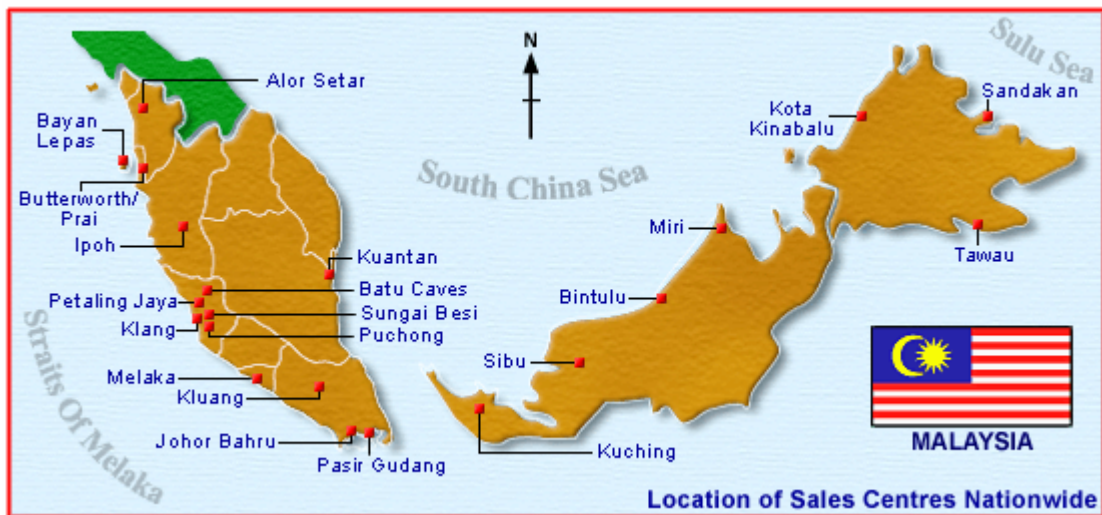 N
Sulu Sea
Alor Setar
Sandakan
Kota
Kinabalu
Bayan
Lepas
South China Sea
Butterworth/
Prai
Ipoh
Miri
Tawau
Kuantan
Batu Caves
Petaling Jaya
Bintulu
Sungai Besi
Klang
Puchong
Straits Of Melaka
Sibu
Melaka
Kluang
MALAYSIA
Johor Bahru
Kuching
Pasir Gudang
Location of Sales Centres Nationwide